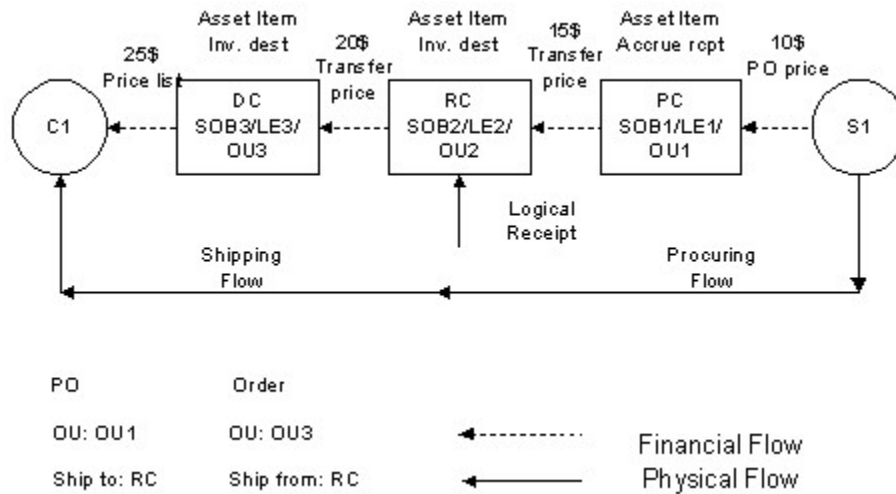 Asset Item
Inv. dest
Asset Item
Inv. dest
Asset Item
Accrue rcpt
25$
Price list
20$
Transfer
price
15$
Transfer
price
10$
PO price
C1
DC
SOB3/LE3/
OU3
RC
SOB2/LE2/
OU2
PC
SOB1/LE1/
OU1
S1
Logical
Receipt
Shipping
Flow
Procuring
Flow
PO
Order
OU: OU1
OU: OU3
Financial Flow
Ship to: RC
Ship from: RC
Physical Flow